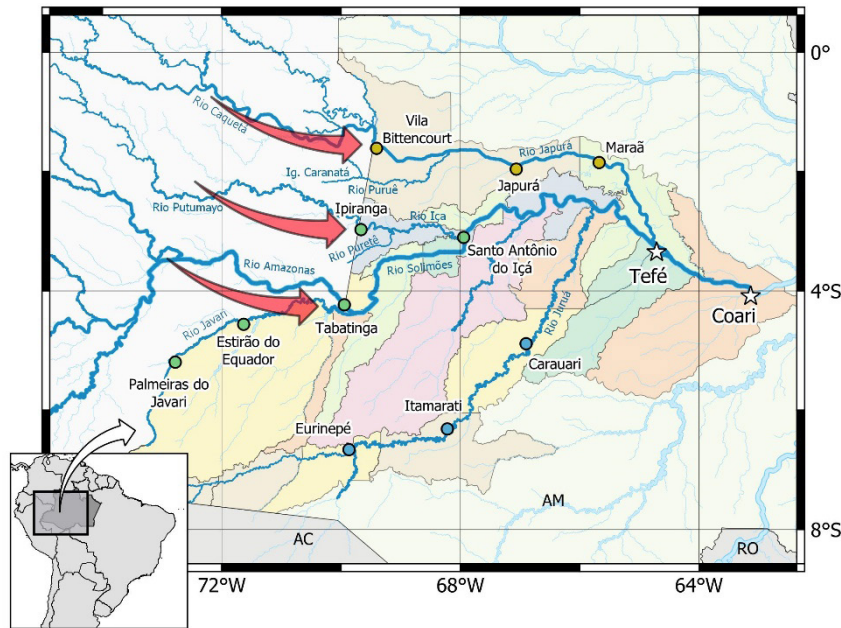 0°
Rio Caqueta
Vila
Bittencourt
Rio Japurá
Maraã
Ig. Caranatá
Rio Puruê
Japurá
Rio Putumayo
Ipiranga
Rio Içá
Rio Puretê
Santo Antônio
do Içá
Rio Amazonas
Rio Solimões
Tefé
4°S
Coari
Tabatinga
Rio Javari
Estirão do
Equador
Rio Juruá
Carauari
Palmeiras do
Javari
Itamarati
Eurinepé
AM
AC
RO
8°S
72°W
68°W
64°W